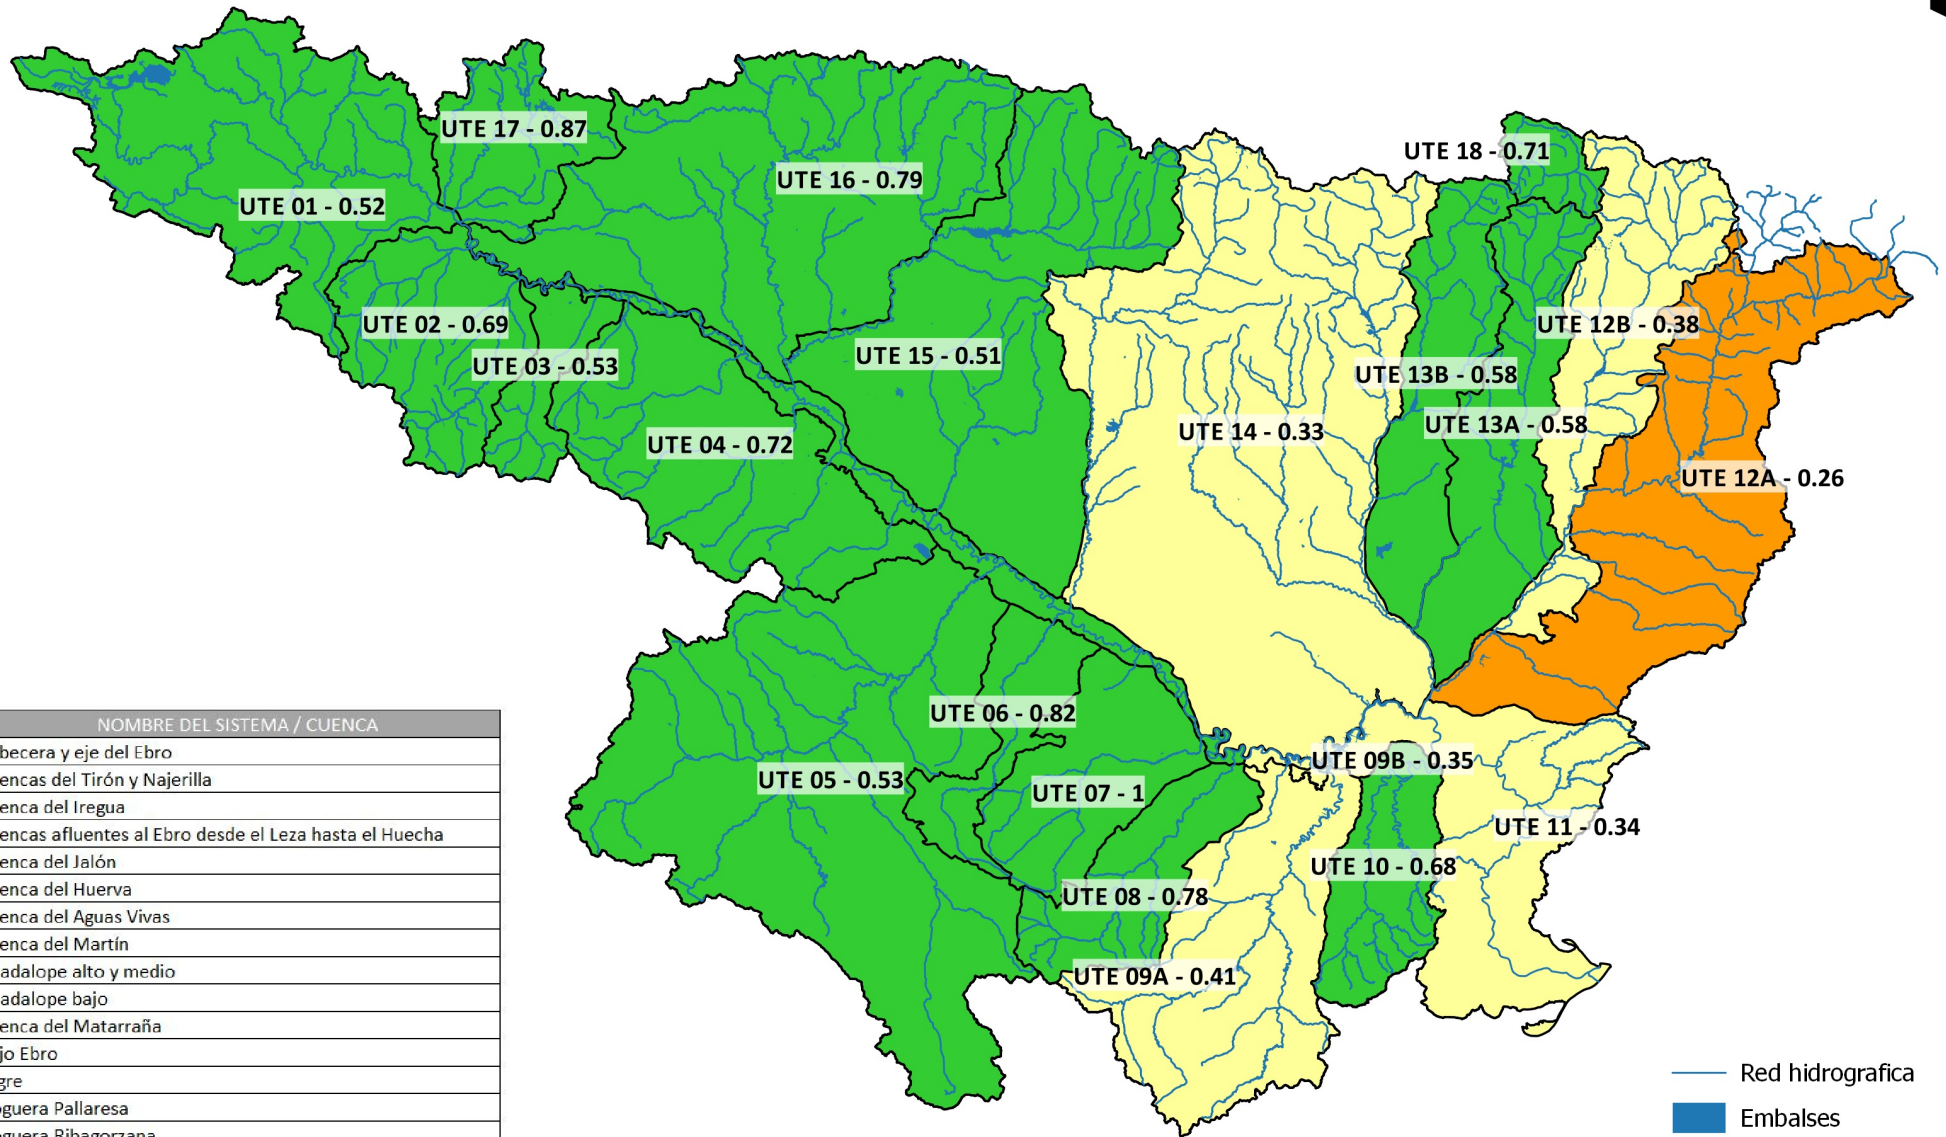 UTE 17 - 0.87
UTE 18 - 0.71
UTE 16 - 0.79
UTE 01 - 0.52
UTE 02 - 0.69
UTE 12B - 0.38
UTE 15 - 0.51
UTE 03 - 0.53
UTE 13B - 0.58
UTE 13A - 0.58
UTE 14 - 0.33
UTE 04 - 0.72
UTE 12A - 0.26
UTE 06 - 0.82
UTE 09B - 0.35
UTE 05 - 0.53
UTE 07 - 1
UTE 11 - 0.34
UTE 10 - 0.68
UTE 08 - 0.78
UTE 09A - 0.41
NOMBRE DEL SISTEMA / CUENCA
becera y eje del Ebro
encas del Tirón y Najerilla
enca del Iregua
encas afluentes al Ebro desde el Leza hasta el Huecha
enca del Jalón
enca del Huerva
enca del Aguas Vivas
enca del Martín
adalope alto y medio
adalope bajo
enca del Matarraña
jo Ebro
gre
guera Pallaresa
guera Ribagorzana
Red hidrografica
Embalses